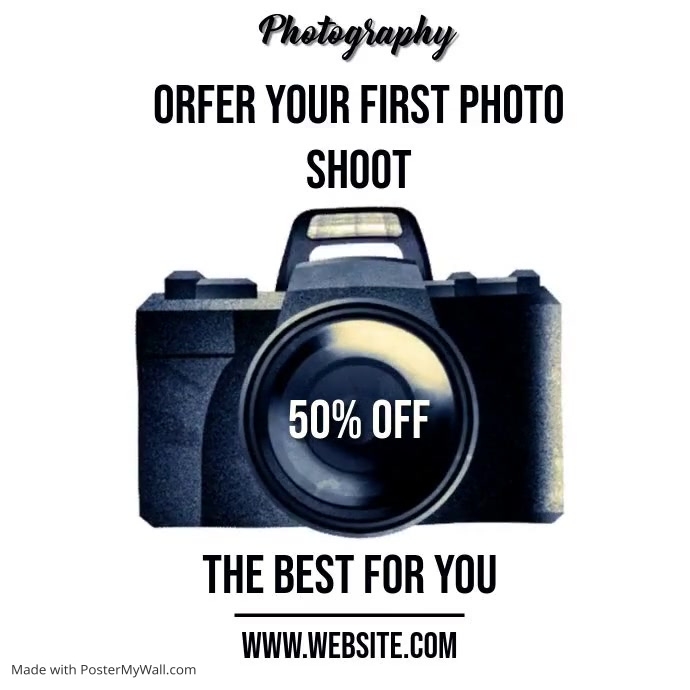 Photography
ORFER YOUR FIRST PHOTO
SHOOT
50% OFF
THE BEST FOR YOU
WWW.WEBSITE.COM
Made with PosterMyWall.com